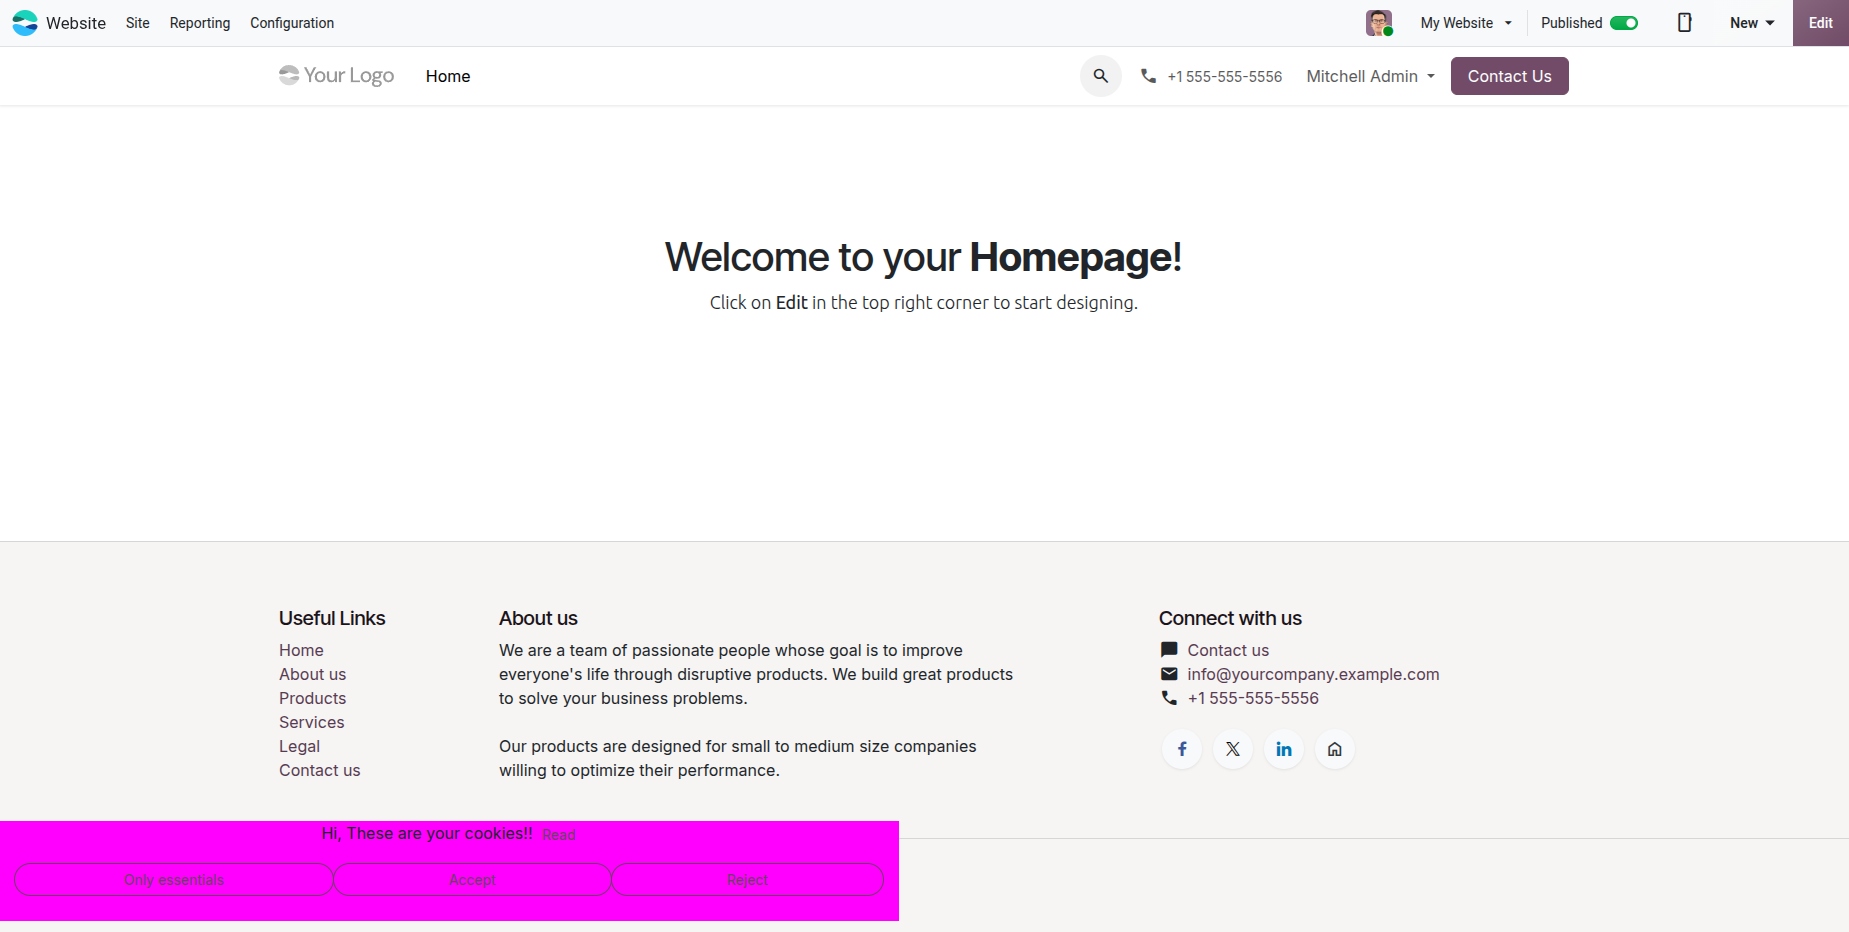 Website Site Reporting Configuration My Website Published New Edit
Your Logo Home +1 555-555-5556 Mitchell Admin Contact Us
Welcome to your Homepage!
Click on Edit in the top right corner to start designing.
Useful Links
Home
About us
Products
Services
Legal
Contact us
About us
We are a team of passionate people whose goal is to improve
everyone's life through disruptive products. We build great products
to solve your business problems.
Our products are designed for small to medium size companies
willing to optimize their performance.
Connect with us
Contact us
info@yourcompany.example.com
+1 555-555-5556
Hi, These are your cookies!! Read
Only essentials Accept Reject